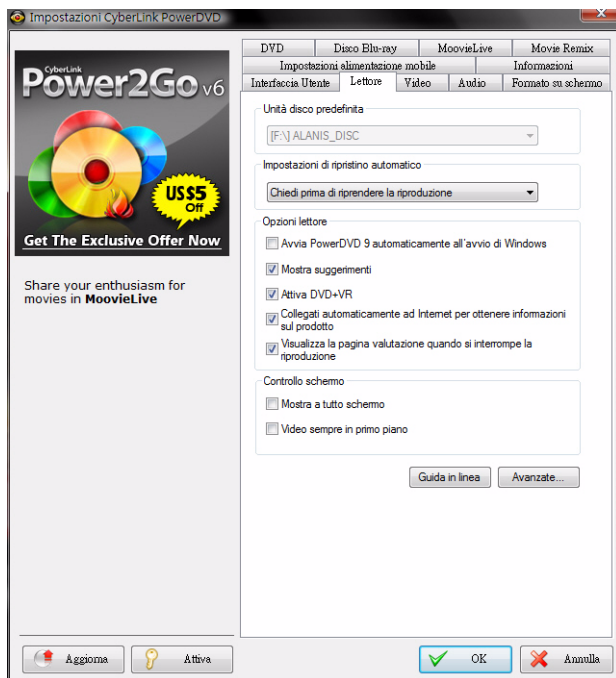 Impostazioni CyberLink PowerDVD
CyberLink
Power2Go v6
US$5
Off
Get The Exclusive Offer Now
Share your enthusiasm for
movies in MoovieLive
DVD
Disco Blu-ray
MoovieLive
Movie Remix
Impostazioni alimentazione mobile
Informazioni
Interfaccia Utente
Lettore
Video
Audio
Formato su schermo
Unità disco predefinita
[F:\] ALANIS_DISC
Impostazioni di ripristino automatico
Chiedi prima di riprendere la riproduzione
Opzioni lettore
Avvia PowerDVD 9 automaticamente all'avvio di Windows
Mostra suggerimenti
Attiva DVD+VR
Collegati automaticamente ad Internet per ottenere informazioni
sul prodotto
Visualizza la pagina valutazione quando si interrompe la
riproduzione
Controllo schermo
Mostra a tutto schermo
Video sempre in primo piano
Guida in linea
Avanzate...
Aggiorna
Attiva
OK
Annulla